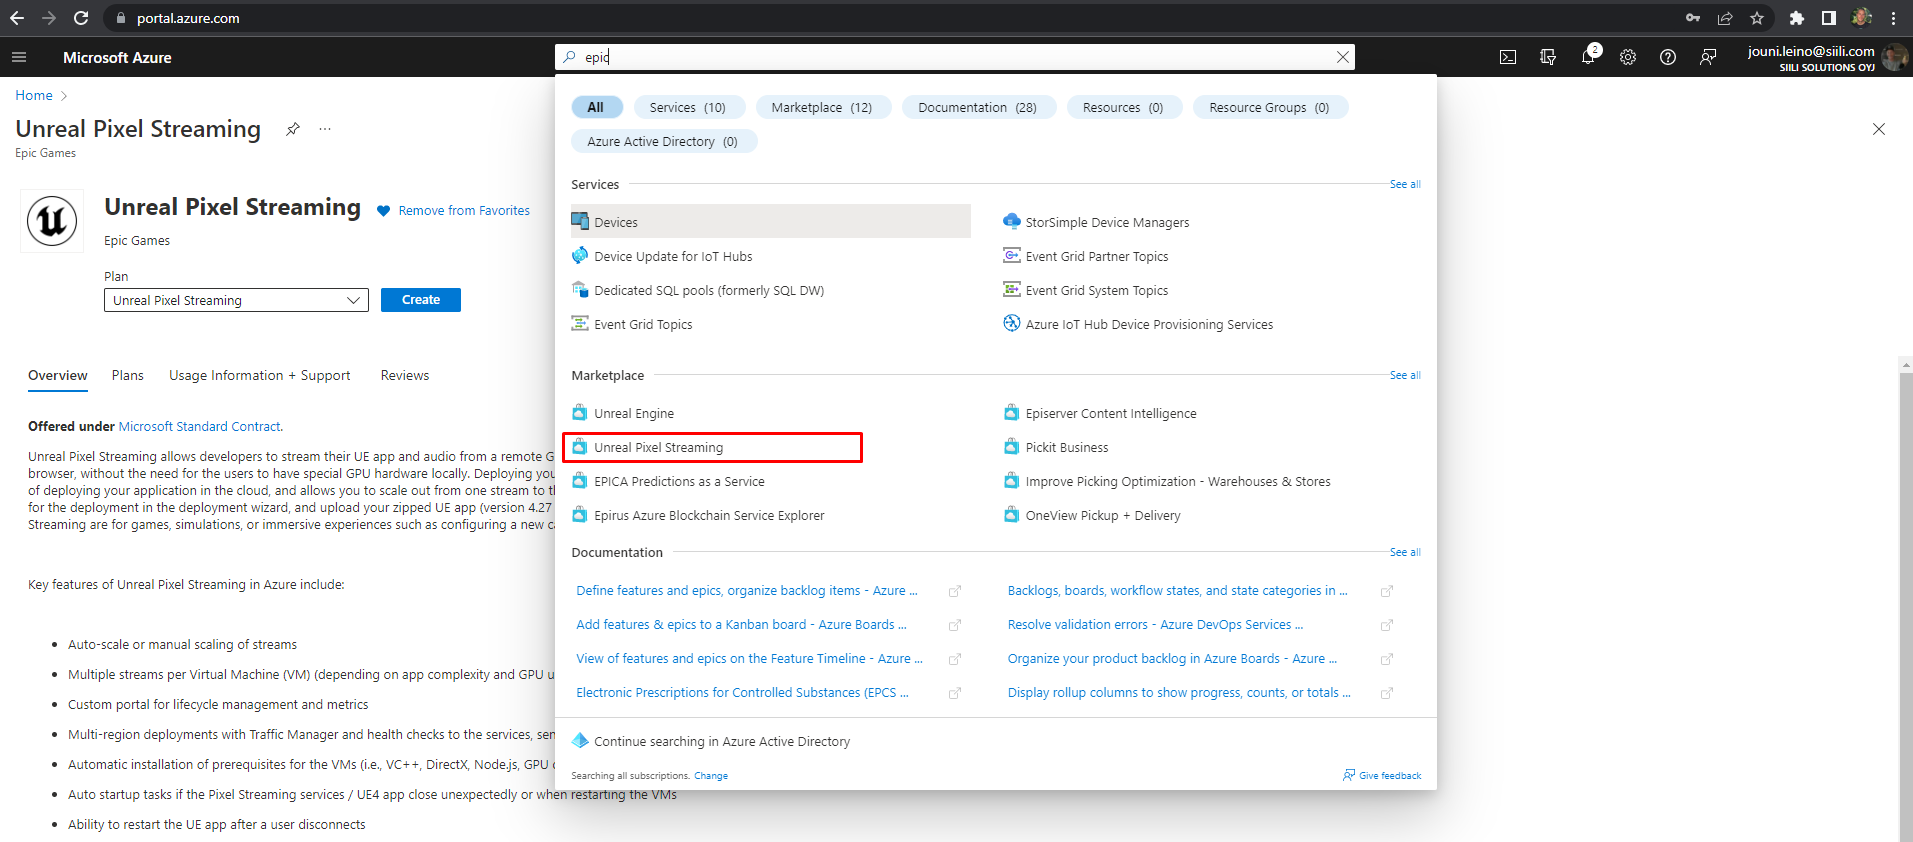 portal.azure.com
Microsoft Azure
epic
2
jouni.leino@siili.com
SIILI SOLUTIONS OYJ
Home
Unreal Pixel Streaming
...
Epic Games
Unreal Pixel Streaming
Remove from Favorites
Epic Games
Plan
Unreal Pixel Streaming
Create
Overview Plans Usage Information + Support Reviews
Offered under Microsoft Standard Contract.
Unreal Pixel Streaming allows developers to stream their UE app and audio from a remote G
browser, without the need for the users to have special GPU hardware locally. Deploying you
of deploying your application in the cloud, and allows you to scale out from one stream to th
for the deployment in the deployment wizard, and upload your zipped UE app (version 4.27
Streaming are for games, simulations, or immersive experiences such as configuring a new ca
Key features of Unreal Pixel Streaming in Azure include:
• Auto-scale or manual scaling of streams
• Multiple streams per Virtual Machine (VM) (depending on app complexity and GPU u
• Custom portal for lifecycle management and metrics
• Multi-region deployments with Traffic Manager and health checks to the services, sen
• Automatic installation of prerequisites for the VMs (i.e., VC++, DirectX, Node.js, GPU
• Auto startup tasks if the Pixel Streaming services / UE4 app close unexpectedly or when restarting the VMs
• Ability to restart the UE app after a user disconnects
All Services (10) Marketplace (12) Documentation (28) Resources (0) Resource Groups (0)
Azure Active Directory (0)
Services See all
Devices StorSimple Device Managers
Device Update for IoT Hubs Event Grid Partner Topics
Dedicated SQL pools (formerly SQL DW) Event Grid System Topics
Event Grid Topics Azure IoT Hub Device Provisioning Services
Marketplace See all
Unreal Engine Episerver Content Intelligence
Unreal Pixel Streaming Pickit Business
EPICA Predictions as a Service Improve Picking Optimization - Warehouses & Stores
Epirus Azure Blockchain Service Explorer OneView Pickup + Delivery
Documentation See all
Define features and epics, organize backlog items - Azure ... Backlogs, boards, workflow states, and state categories in ...
Add features & epics to a Kanban board - Azure Boards ... Resolve validation errors - Azure DevOps Services ...
View of features and epics on the Feature Timeline - Azure ... Organize your product backlog in Azure Boards - Azure ...
Electronic Prescriptions for Controlled Substances (EPCS ... Display rollup columns to show progress, counts, or totals ...
Continue searching in Azure Active Directory
Searching all subscriptions. Change Give feedback